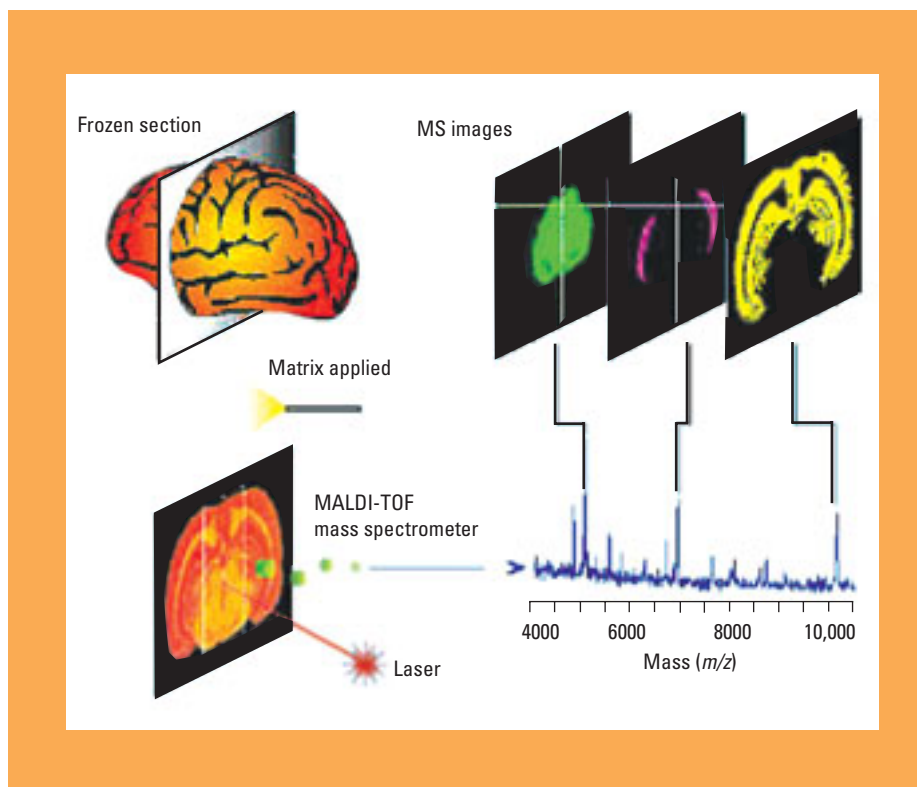 Frozen section
MS images
Matrix applied
MALDI-TOF
mass spectrometer
Laser
4000 6000 8000 10,000
Mass (m/z)